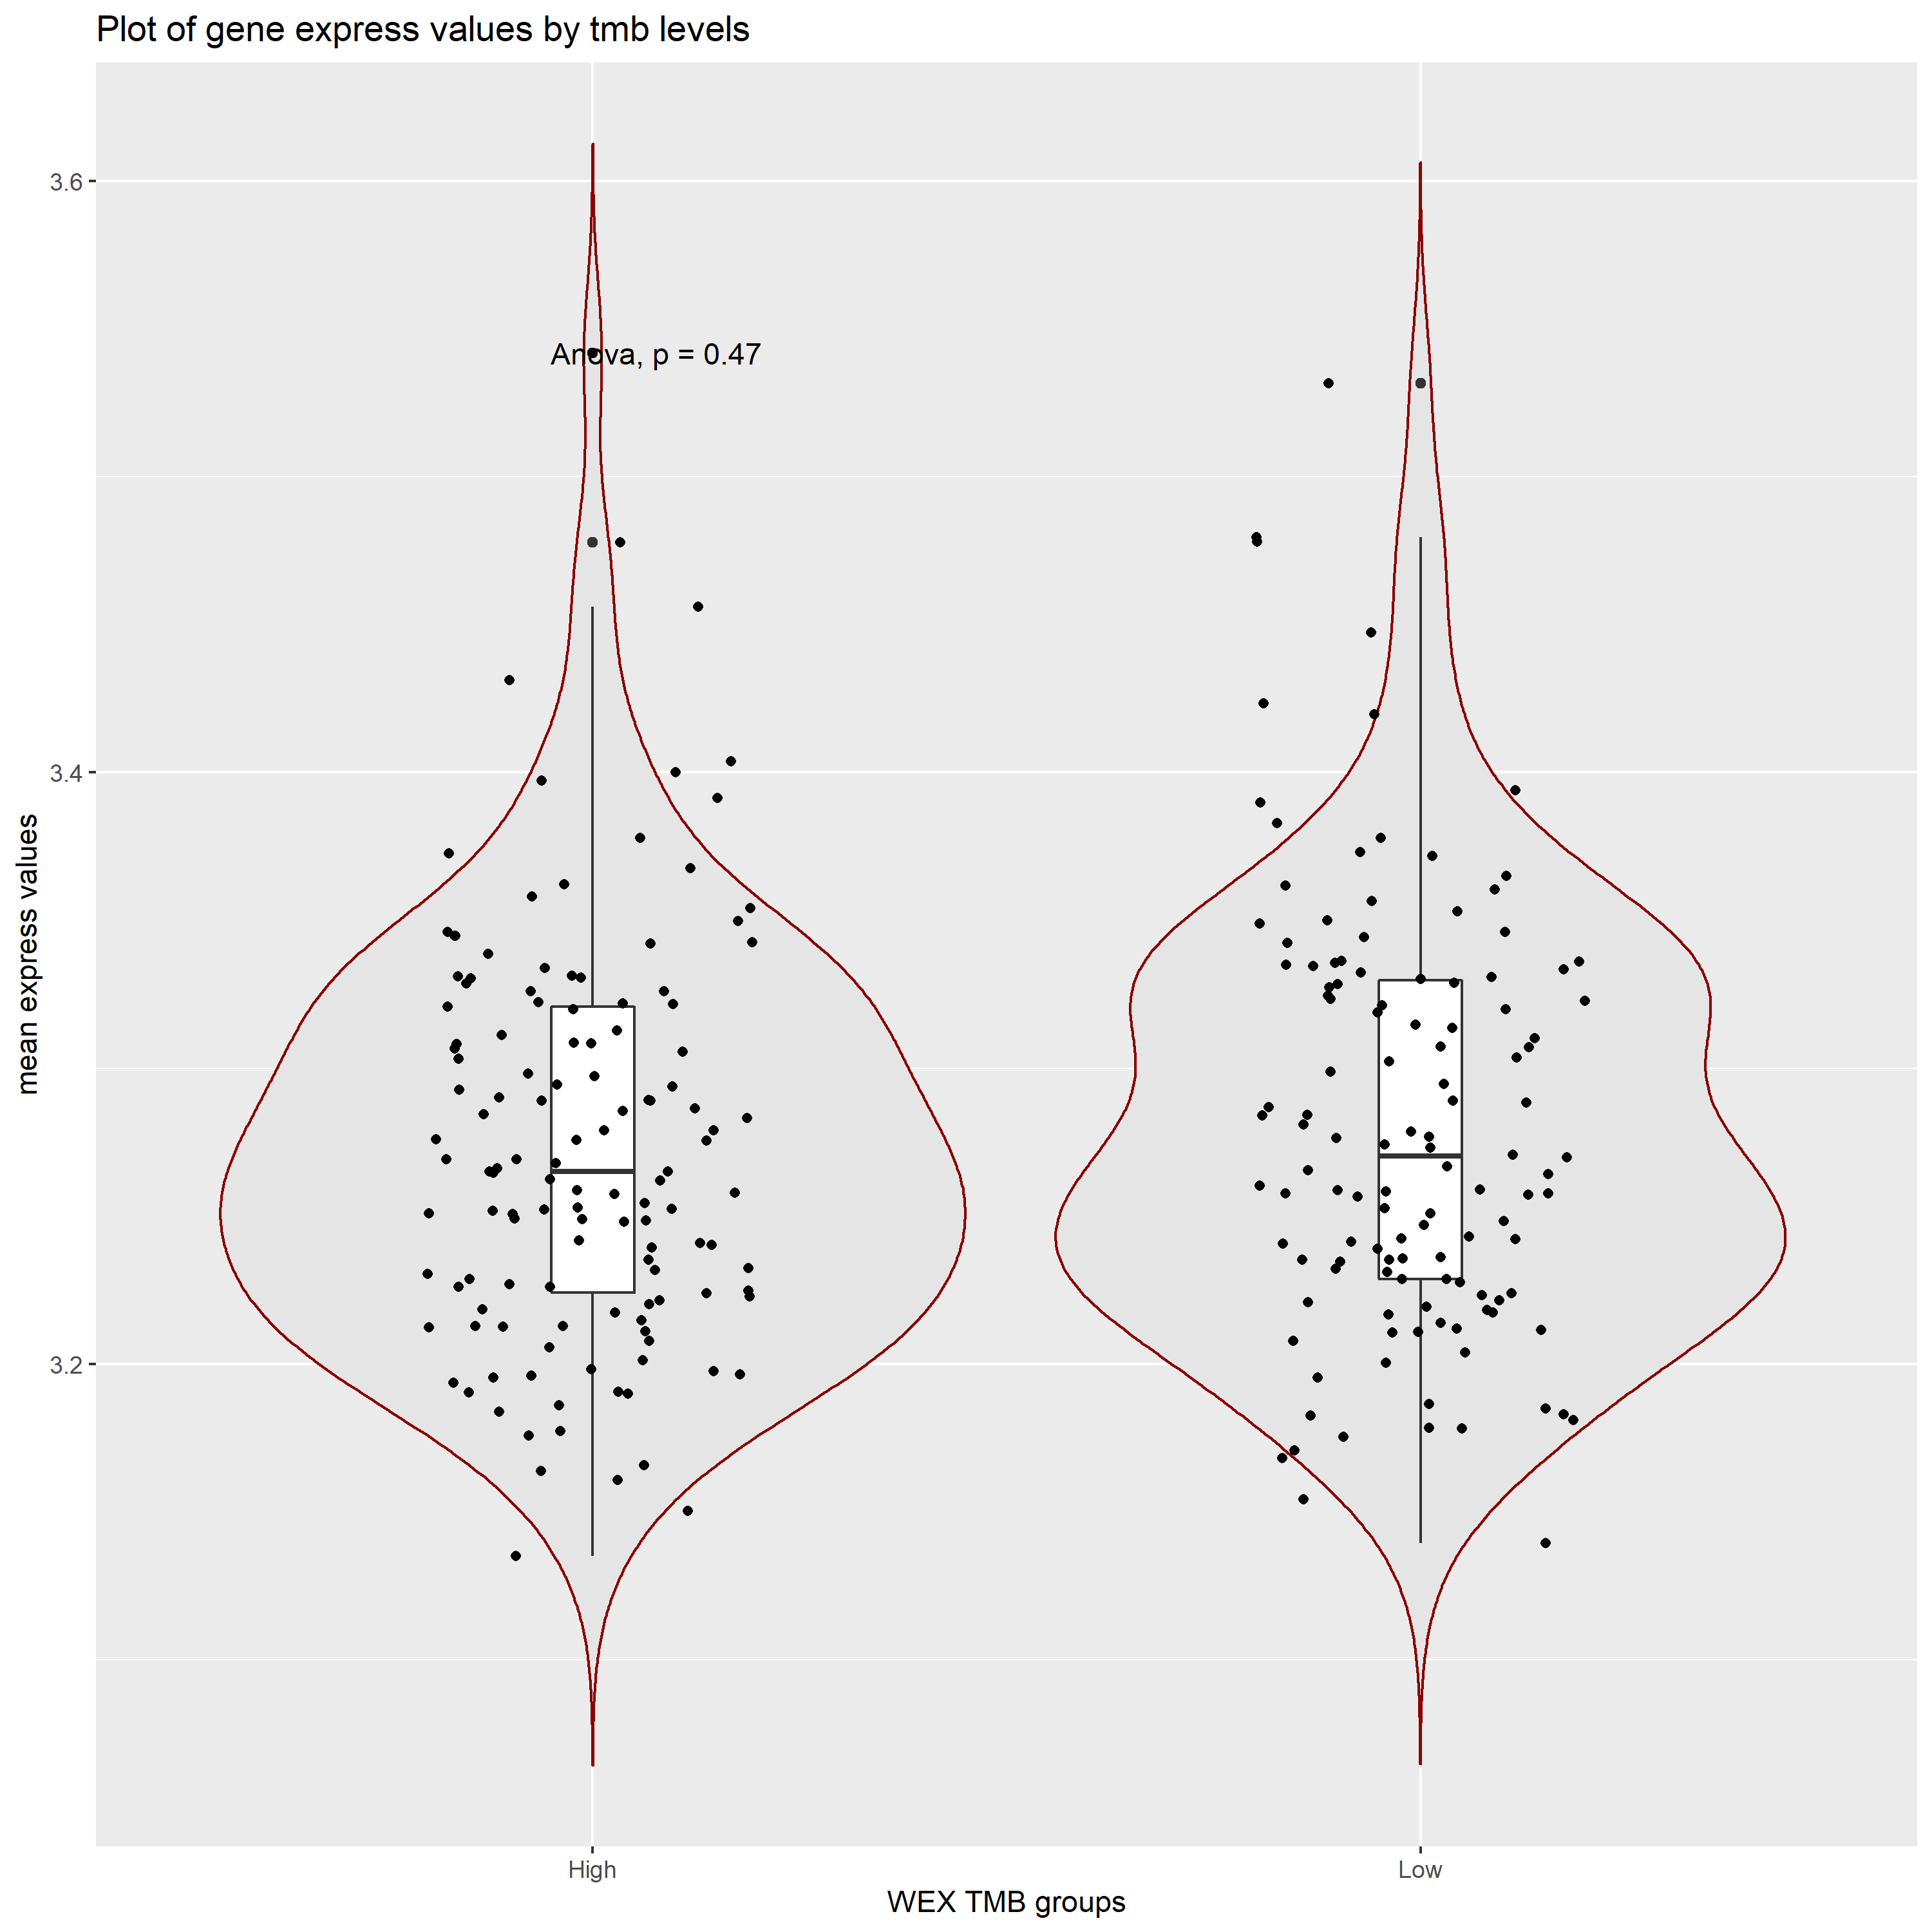 Plot of gene express values by tmb levels
3.6
Anova, p = 0.47
3.4
mean express values
3.2
High
Low
WEX TMB groups